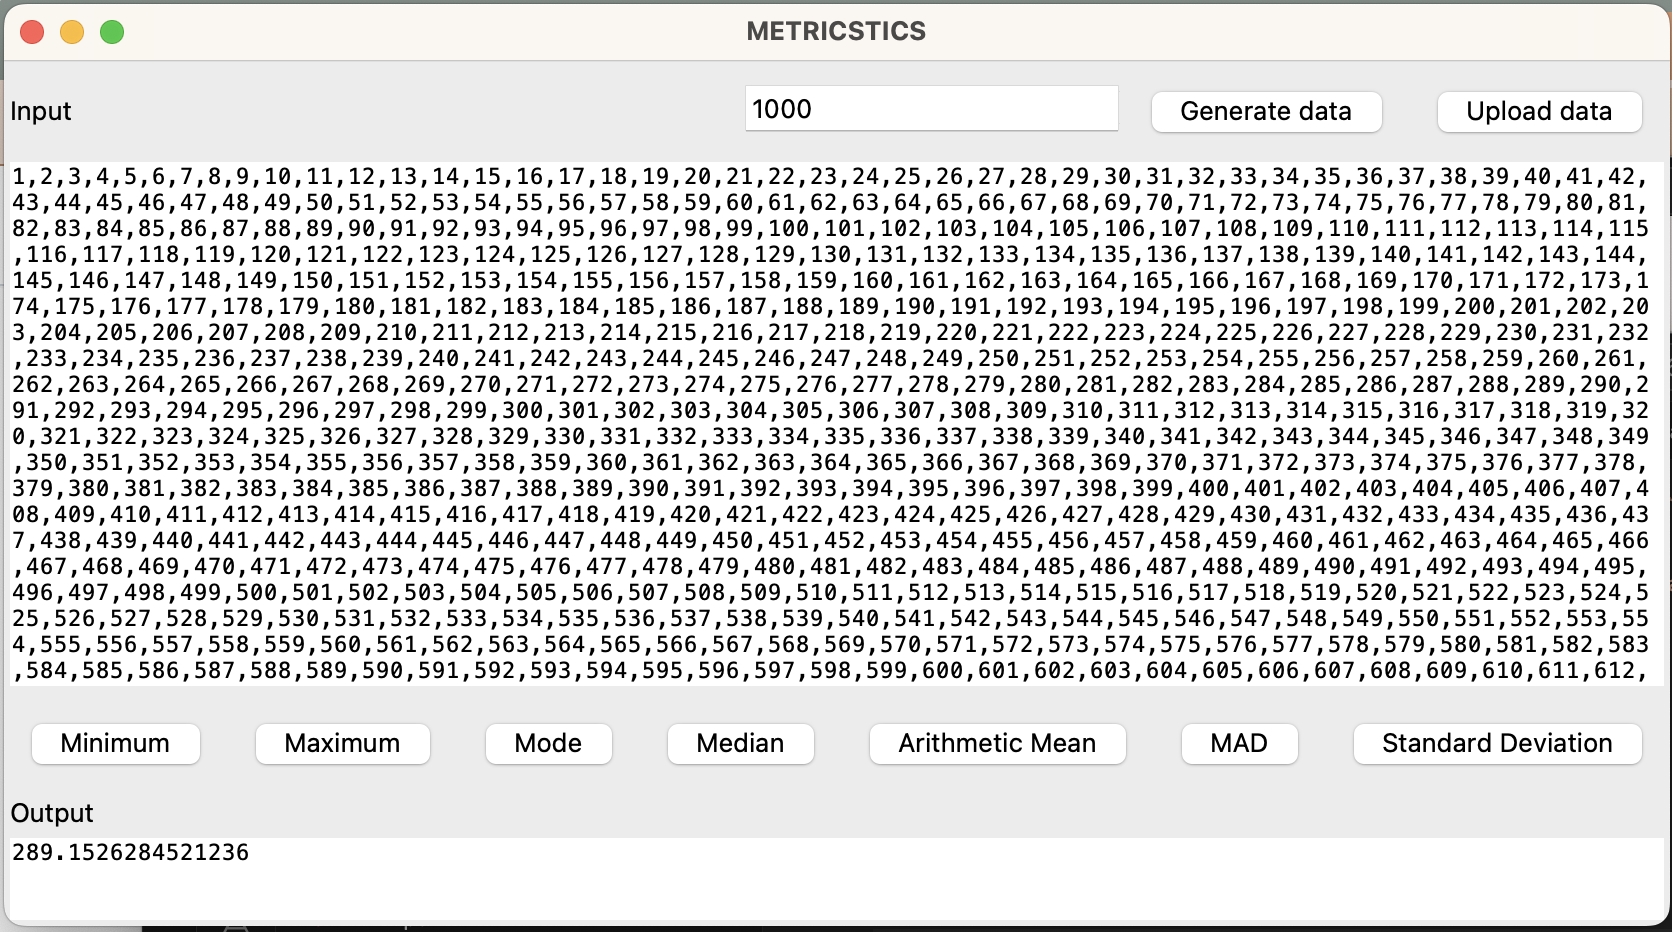 METRICSTICS
Input
1000
Generate data
Upload data
1,2,3,4,5,6,7,8,9,10,11,12,13,14,15,16,17,18,19,20,21,22,23,24,25,26,27,28,29,30,31,32,33,34,35,36,37,38,39,40,41,42,
43,44,45,46,47,48,49,50,51,52,53,54,55,56,57,58,59,60,61,62,63,64,65,66,67,68,69,70,71,72,73,74,75,76,77,78,79,80,81,
82,83,84,85,86,87,88,89,90,91,92,93,94,95,96,97,98,99,100,101,102,103,104,105,106,107,108,109,110,111,112,113,114,115
,116,117,118,119,120,121,122,123,124,125,126,127,128,129,130,131,132,133,134,135,136,137,138,139,140,141,142,143,144,
145,146,147,148,149,150,151,152,153,154,155,156,157,158,159,160,161,162,163,164,165,166,167,168,169,170,171,172,173,1
74,175,176,177,178,179,180,181,182,183,184,185,186,187,188,189,190,191,192,193,194,195,196,197,198,199,200,201,202,20
3,204,205,206,207,208,209,210,211,212,213,214,215,216,217,218,219,220,221,222,223,224,225,226,227,228,229,230,231,232
,233,234,235,236,237,238,239,240,241,242,243,244,245,246,247,248,249,250,251,252,253,254,255,256,257,258,259,260,261,
262,263,264,265,266,267,268,269,270,271,272,273,274,275,276,277,278,279,280,281,282,283,284,285,286,287,288,289,290,2
91,292,293,294,295,296,297,298,299,300,301,302,303,304,305,306,307,308,309,310,311,312,313,314,315,316,317,318,319,32
0,321,322,323,324,325,326,327,328,329,330,331,332,333,334,335,336,337,338,339,340,341,342,343,344,345,346,347,348,349
,350,351,352,353,354,355,356,357,358,359,360,361,362,363,364,365,366,367,368,369,370,371,372,373,374,375,376,377,378,
379,380,381,382,383,384,385,386,387,388,389,390,391,392,393,394,395,396,397,398,399,400,401,402,403,404,405,406,407,4
08,409,410,411,412,413,414,415,416,417,418,419,420,421,422,423,424,425,426,427,428,429,430,431,432,433,434,435,436,43
7,438,439,440,441,442,443,444,445,446,447,448,449,450,451,452,453,454,455,456,457,458,459,460,461,462,463,464,465,466
,467,468,469,470,471,472,473,474,475,476,477,478,479,480,481,482,483,484,485,486,487,488,489,490,491,492,493,494,495,
496,497,498,499,500,501,502,503,504,505,506,507,508,509,510,511,512,513,514,515,516,517,518,519,520,521,522,523,524,5
25,526,527,528,529,530,531,532,533,534,535,536,537,538,539,540,541,542,543,544,545,546,547,548,549,550,551,552,553,55
4,555,556,557,558,559,560,561,562,563,564,565,566,567,568,569,570,571,572,573,574,575,576,577,578,579,580,581,582,583
,584,585,586,587,588,589,590,591,592,593,594,595,596,597,598,599,600,601,602,603,604,605,606,607,608,609,610,611,612,
Minimum
Maximum
Mode
Median
Arithmetic Mean
MAD
Standard Deviation
Output
289.1526284521236